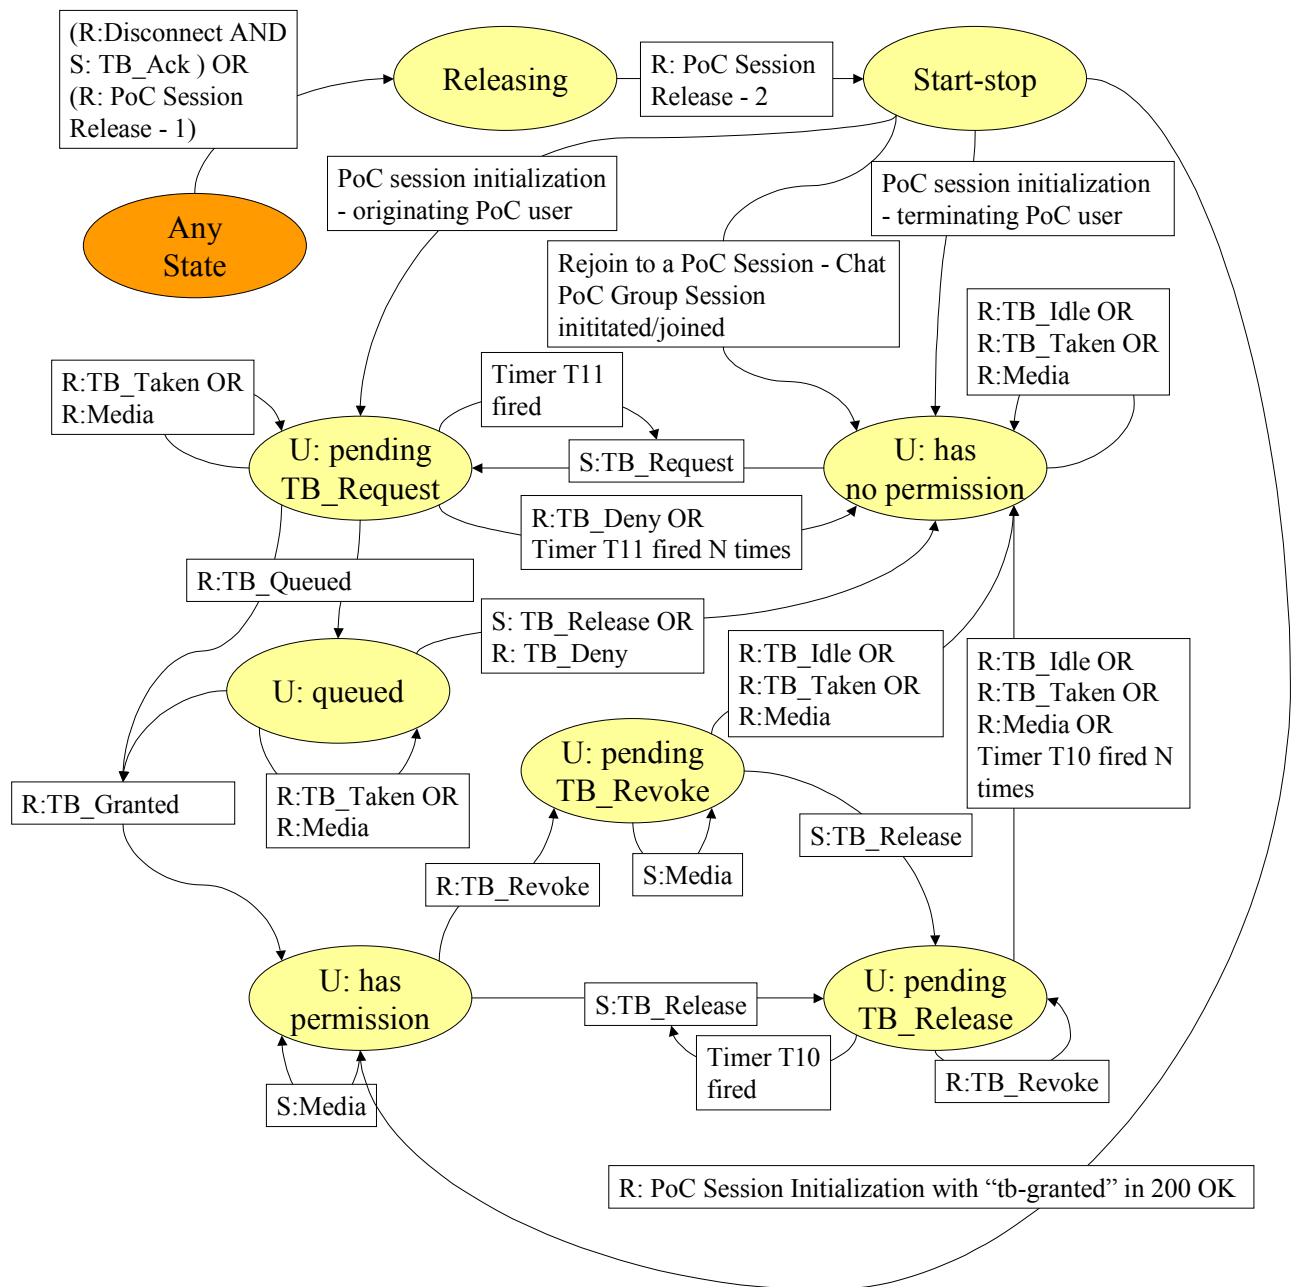 (R:Disconnect AND
S: TB_Ack ) OR
(R: PoC Session
Release - 1)
Releasing
R: PoC Session
Release - 2
Start-stop
Any
State
PoC session initialization
- originating PoC user
PoC session initialization
- terminating PoC user
Rejoin to a PoC Session - Chat
PoC Group Session
inititated/joined
R:TB_Idle OR
R:TB_Taken OR
R:Media
R:TB_Taken OR
R:Media
Timer T11
fired
U: pending
TB_Request
S:TB_Request
U: has
no permission
R:TB_Deny OR
Timer T11 fired N times
R:TB_Queued
S: TB_Release OR
R: TB_Deny
R:TB_Idle OR
R:TB_Taken OR
R:Media
R:TB_Idle OR
R:TB_Taken OR
R:Media OR
Timer T10 fired N
times
U: queued
U: pending
TB_Revoke
R:TB_Granted
R:TB_Taken OR
R:Media
S:TB_Release
S:Media
R:TB_Revoke
U: has
permission
S:TB_Release
U: pending
TB_Release
Timer T10
fired
R:TB_Revoke
S:Media
R: PoC Session Initialization with “tb-granted” in 200 OK